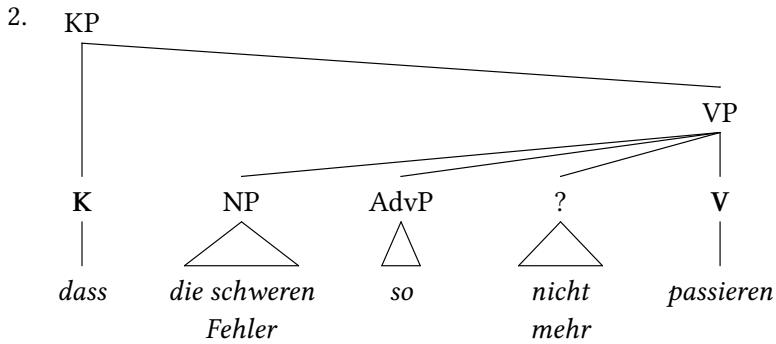 2. KP
VP
K NP AdvP ? V
dass die schweren so nicht passieren
Fehler mehr